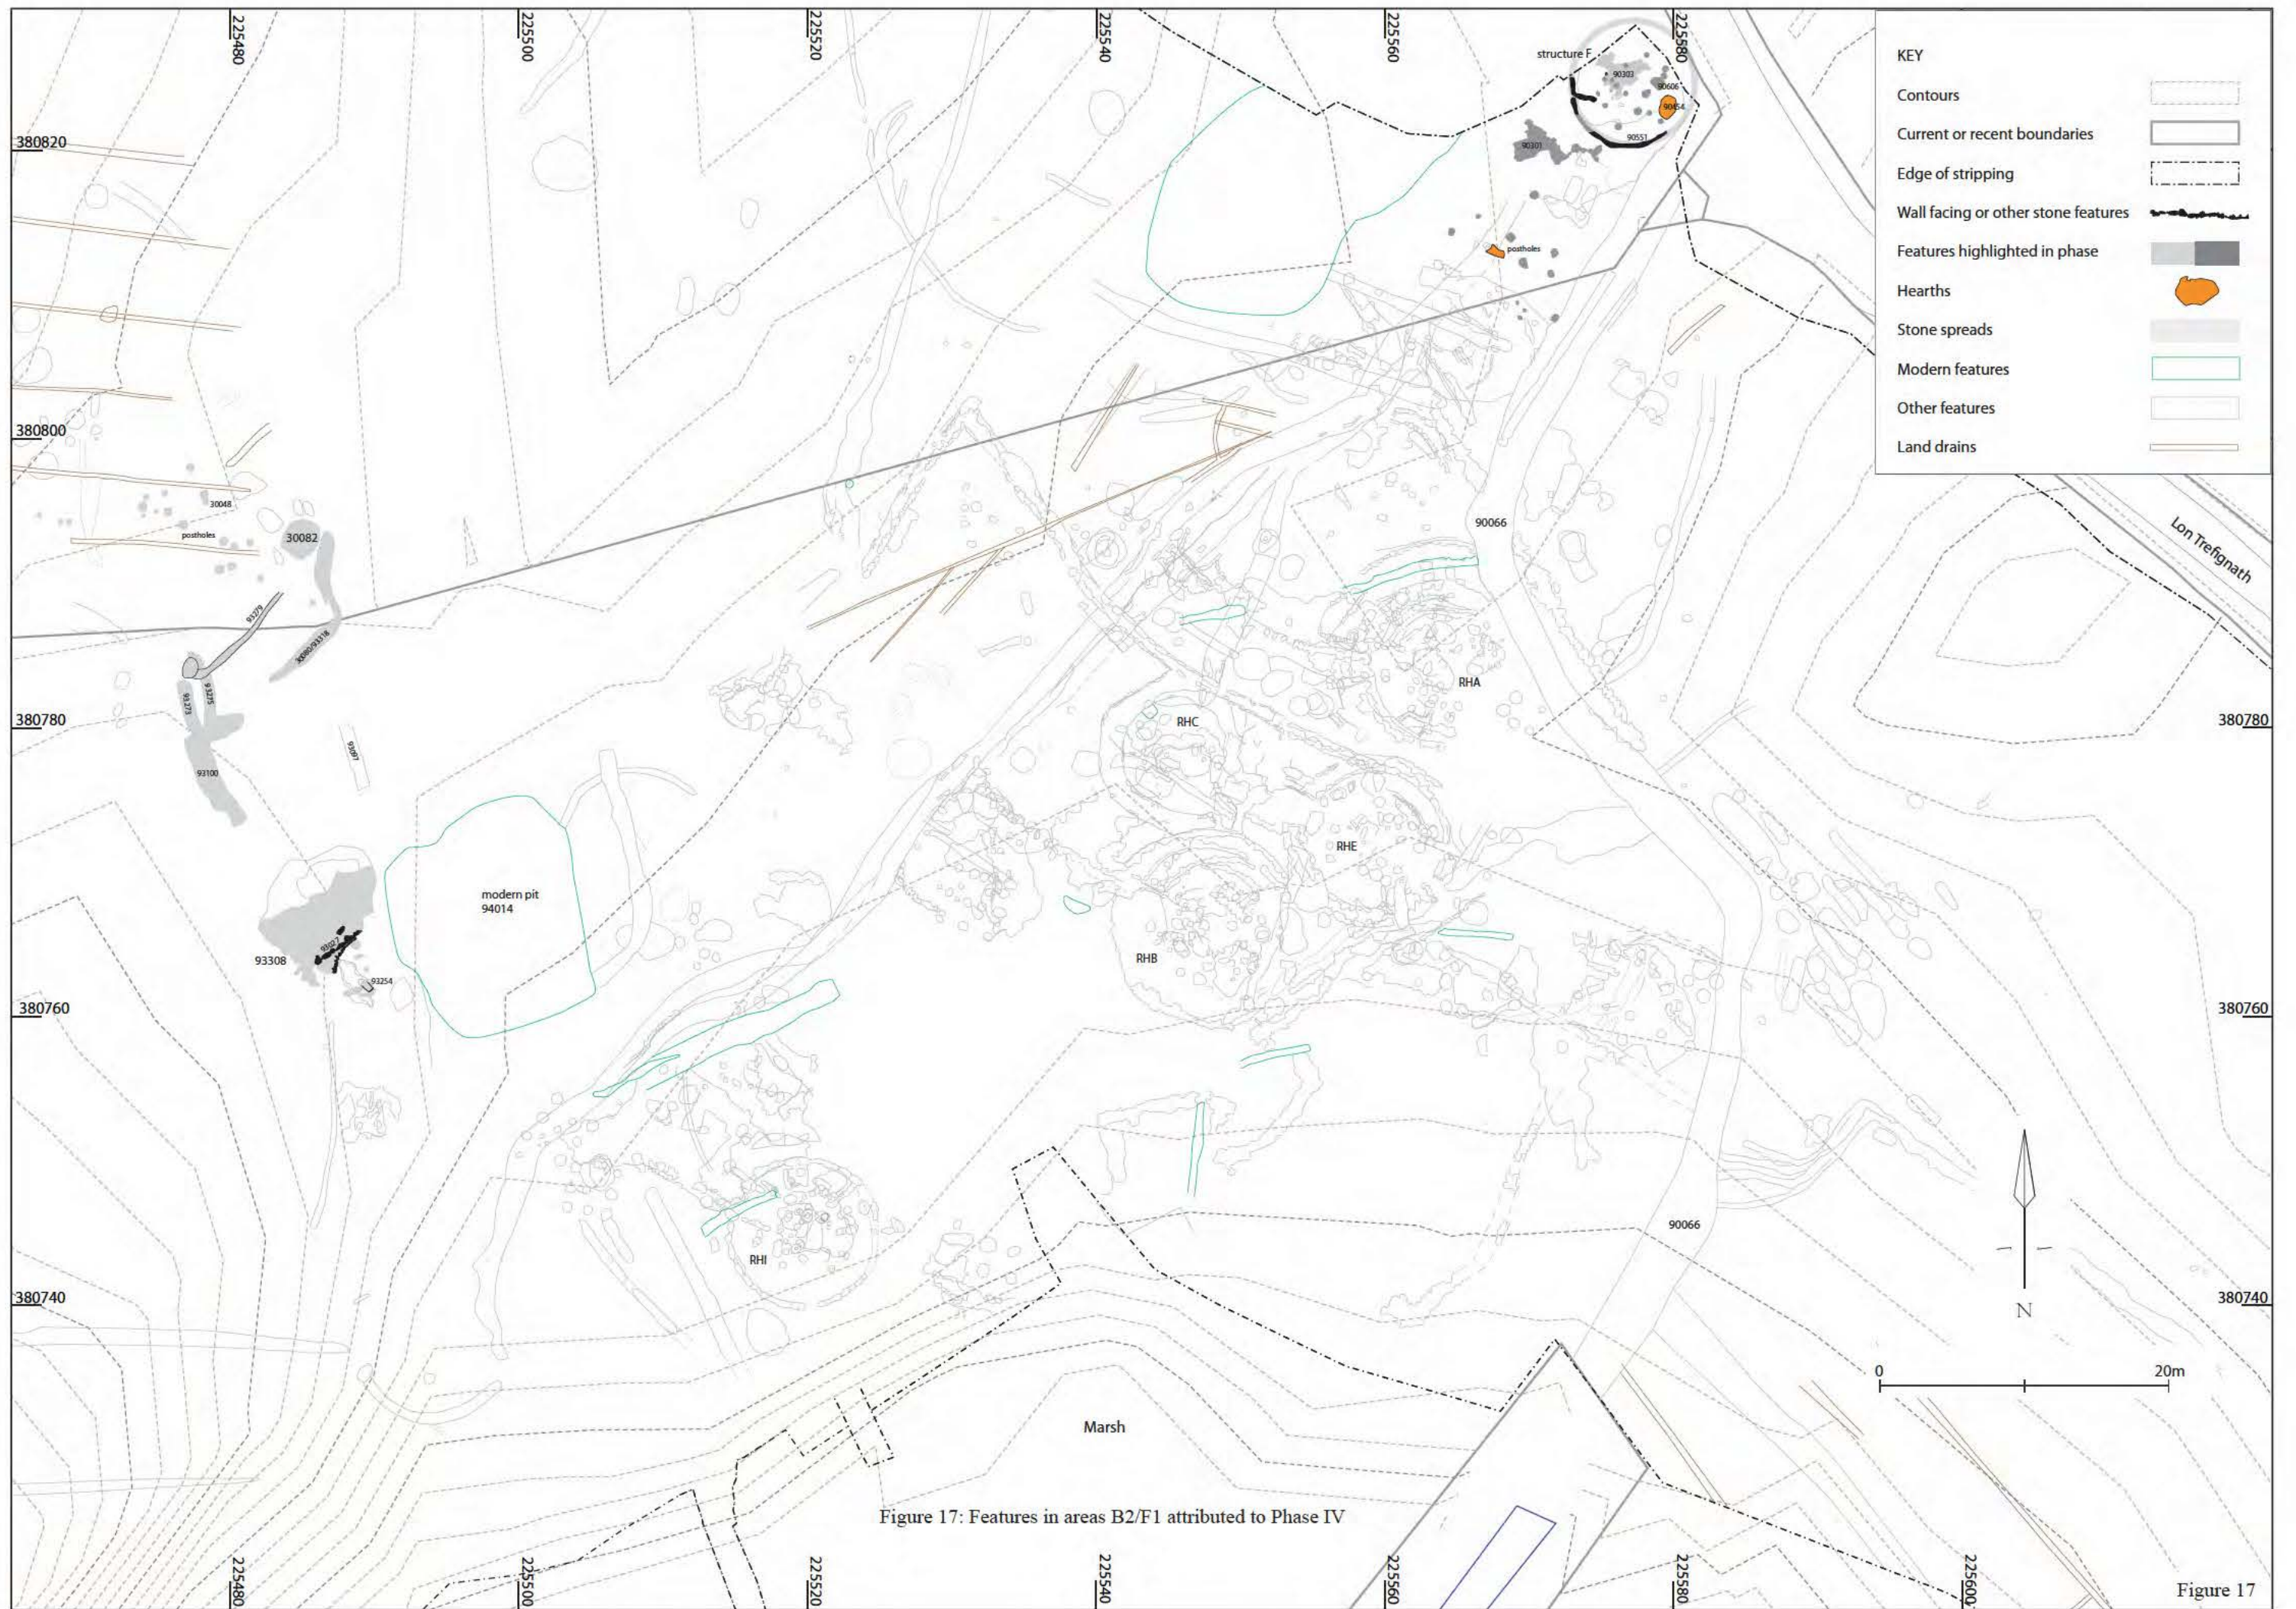 225480
225500
225520
225540
225560
225580
structure F
90303
90606
90454
90551
90301
postholes
KEY
Contours
Current or recent boundaries
Edge of stripping
Wall facing or other stone features
Features highlighted in phase
Hearths
Stone spreads
Modern features
Other features
Land drains
380820
380800
30048
postholes
30082
90066
Lon Trefignath
93279
30080/93318
93275
93273
380780
380780
RHA
RHC
93097
93100
RHE
modern pit
94014
93027
93308
93254
RHB
380760
380760
90066
RHI
380740
380740
N
0
20m
Marsh
Figure 17: Features in areas B2/F1 attributed to Phase IV
225480
225500
225520
225540
225560
225580
225600
Figure 17